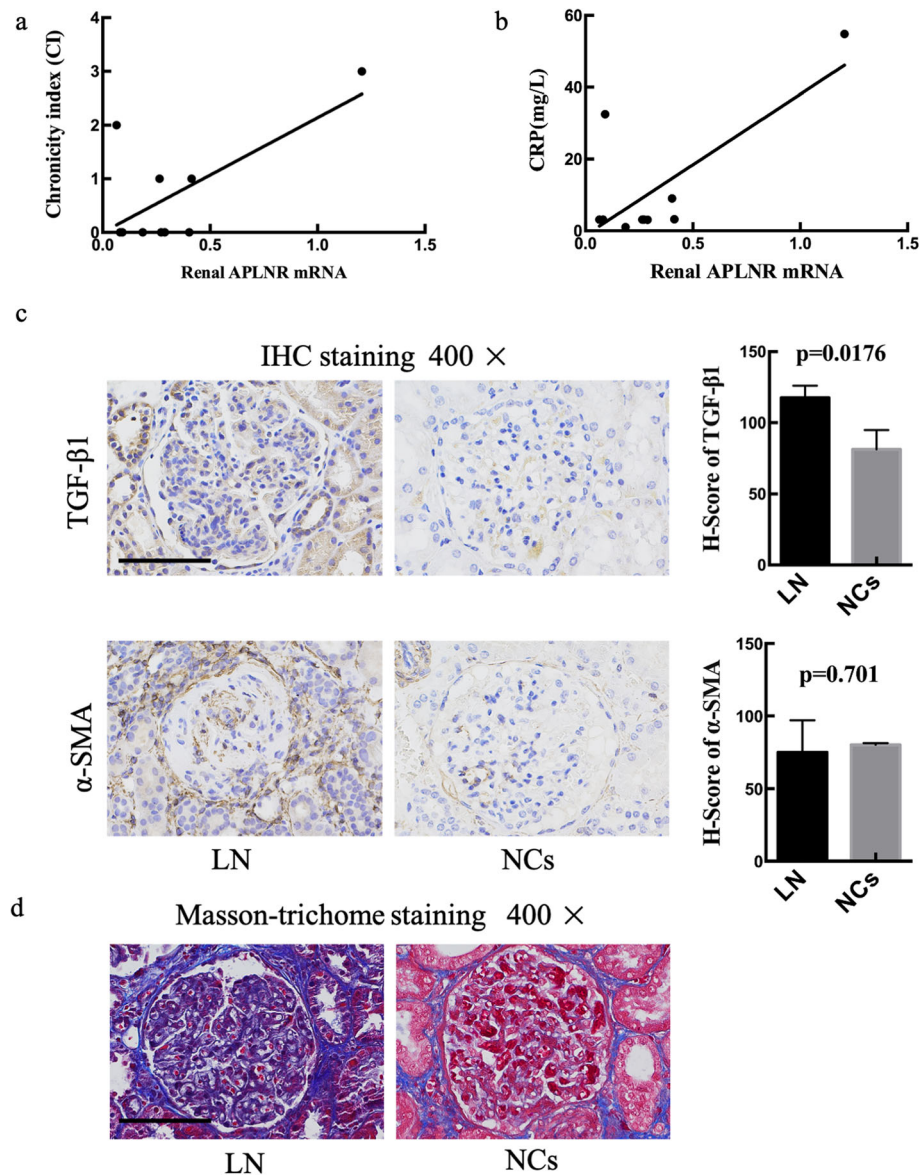 a
4
3
2
1
0
0.0
0.5
1.0
1.5
Chronicity index (CI)
Renal APLNR mRNA
b
60
40
20
0
0.0
0.5
1.0
1.5
CRP(mg/L)
Renal APLNR mRNA
c
IHC staining 400 ×
TGF-β1
150
100
50
0
H-Score of TGF-β1
p=0.0176
LN
NCs
α-SMA
LN
NCs
150
100
50
0
H-Score of α-SMA
p=0.701
LN
NCs
d
Masson-trichome staining 400 ×
LN
NCs